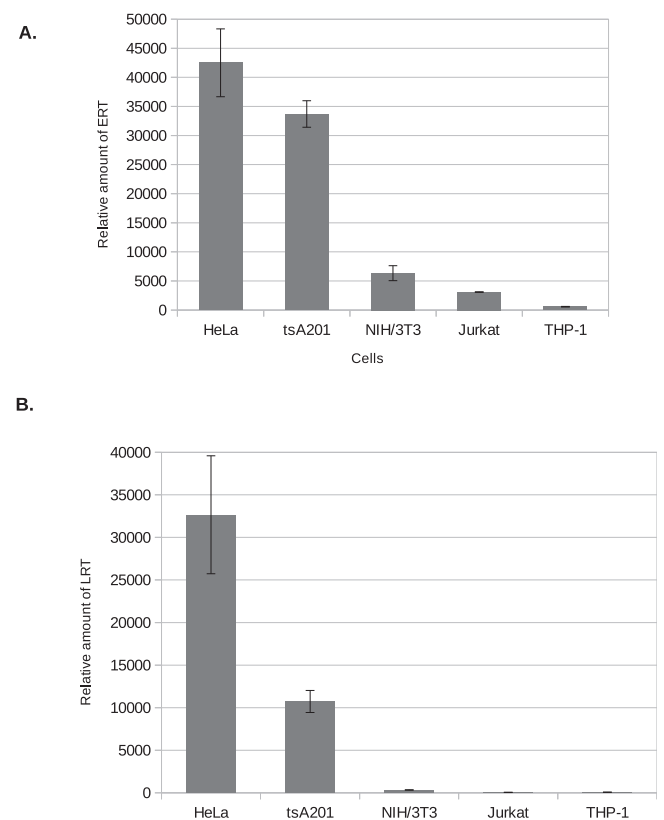 A.
50000
45000
40000
35000
30000
25000
20000
15000
10000
5000
0
Relative amount of ERT
HeLa tsA201 NIH/3T3 Jurkat THP-1
Cells
B.
40000
35000
30000
25000
20000
15000
10000
5000
0
Relative amount of LRT
HeLa tsA201 NIH/3T3 Jurkat THP-1